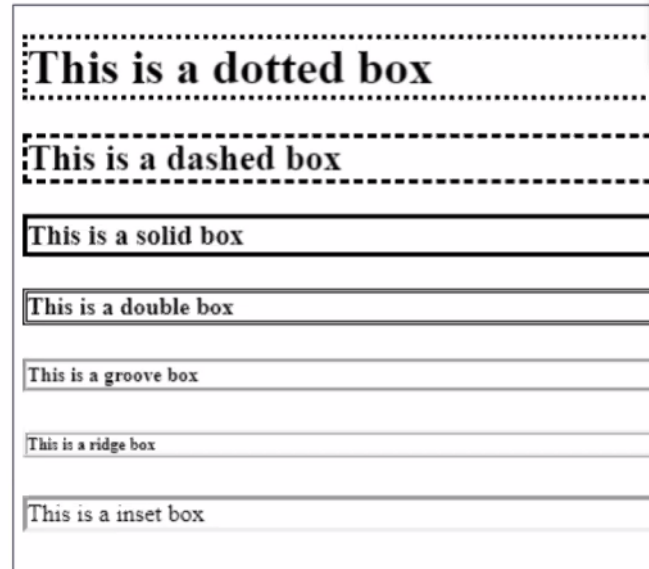 This is a dotted box
This is a dashed box
This is a solid box
This is a double box
This is a groove box
This is a ridge box
This is a inset box